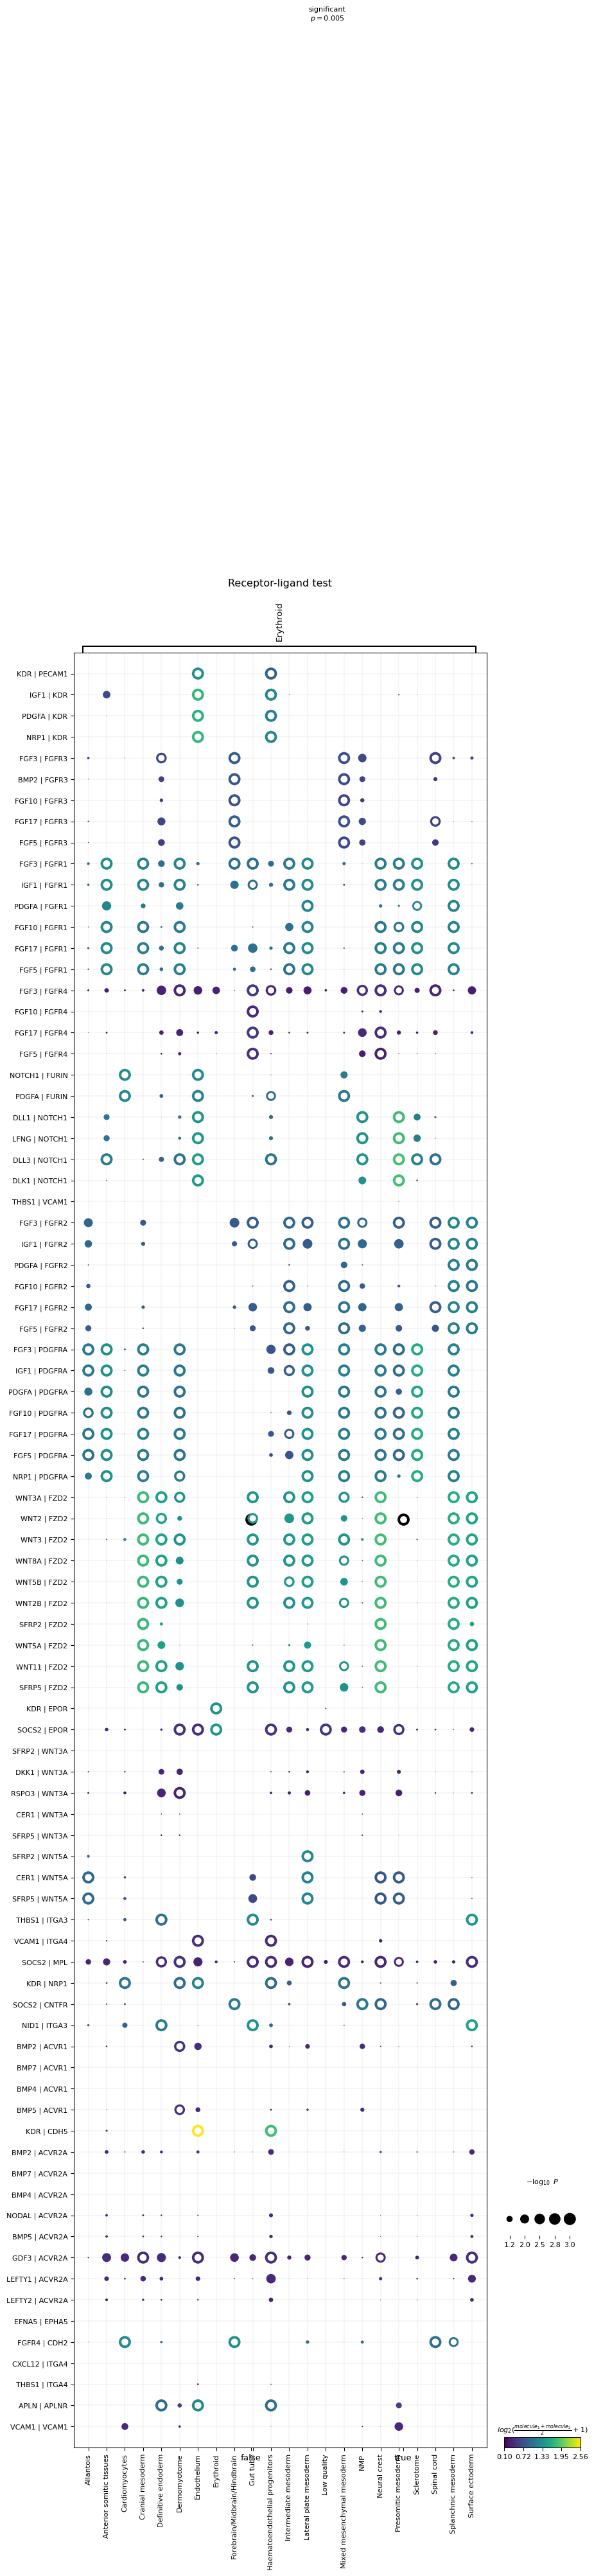 significant
p = 0.005
Receptor-ligand test
Erythroid
KDR | PECAM1
IGF1 | KDR
PDGFA | KDR
NRP1 | KDR
FGF3 | FGFR3
BMP2 | FGFR3
FGF10 | FGFR3
FGF17 | FGFR3
FGF5 | FGFR3
FGF3 | FGFR1
IGF1 | FGFR1
PDGFA | FGFR1
FGF10 | FGFR1
FGF17 | FGFR1
FGF5 | FGFR1
FGF3 | FGFR4
FGF10 | FGFR4
FGF17 | FGFR4
FGF5 | FGFR4
NOTCH1 | FURIN
PDGFA | FURIN
DLL1 | NOTCH1
LFNG | NOTCH1
DLL3 | NOTCH1
DLK1 | NOTCH1
THBS1 | VCAM1
FGF3 | FGFR2
IGF1 | FGFR2
PDGFA | FGFR2
FGF10 | FGFR2
FGF17 | FGFR2
FGF5 | FGFR2
FGF3 | PDGFRA
IGF1 | PDGFRA
PDGFA | PDGFRA
FGF10 | PDGFRA
FGF17 | PDGFRA
FGF5 | PDGFRA
NRP1 | PDGFRA
WNT3A | FZD2
WNT2 | FZD2
WNT3 | FZD2
WNT8A | FZD2
WNT5B | FZD2
WNT2B | FZD2
SFRP2 | FZD2
WNT5A | FZD2
WNT11 | FZD2
SFRP5 | FZD2
KDR | EPOR
SOCS2 | EPOR
SFRP2 | WNT3A
DKK1 | WNT3A
RSPO3 | WNT3A
CER1 | WNT3A
SFRP5 | WNT3A
SFRP2 | WNT5A
CER1 | WNT5A
SFRP5 | WNT5A
THBS1 | ITGA3
VCAM1 | ITGA4
SOCS2 | MPL
KDR | NRP1
SOCS2 | CNTFR
NID1 | ITGA3
BMP2 | ACVR1
BMP7 | ACVR1
BMP4 | ACVR1
BMP5 | ACVR1
KDR | CDH5
BMP2 | ACVR2A
BMP7 | ACVR2A
BMP4 | ACVR2A
NODAL | ACVR2A
BMP5 | ACVR2A
GDF3 | ACVR2A
LEFTY1 | ACVR2A
LEFTY2 | ACVR2A
EFNA5 | EPHA5
FGFR4 | CDH2
CXCL12 | ITGA4
THBS1 | ITGA4
APLN | APLNR
VCAM1 | VCAM1
Allantois
Anterior somitic tissues
Cardiomyocytes
Cranial mesoderm
Definitive endoderm
Dermomyotome
Endothelium
Erythroid
Forebrain/Midbrain/Hindbrain
Gut tube
Haematoendothelial progenitors
Intermediate mesoderm
Lateral plate mesoderm
Low quality
Mixed mesenchymal mesoderm
NMP
Neural crest
Presomitic mesoderm
Sclerotome
Spinal cord
Splanchnic mesoderm
Surface ectoderm
false
true
−log₁₀ P
1.2 2.0 2.5 2.8 3.0
log₂((molecule₁ + molecule₂)/2 + 1)
0.10 0.72 1.33 1.95 2.56